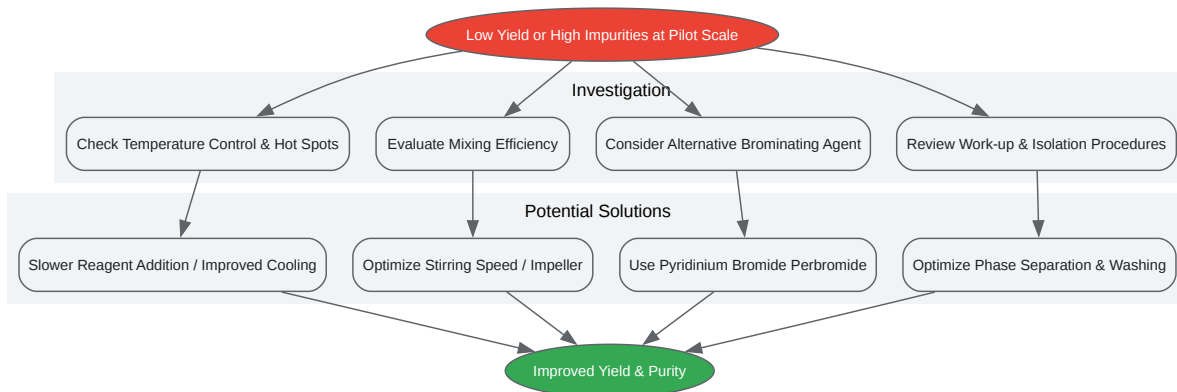 Low Yield or High Impurities at Pilot Scale
Investigation
Check Temperature Control & Hot Spots
Evaluate Mixing Efficiency
Consider Alternative Brominating Agent
Review Work-up & Isolation Procedures
Potential Solutions
Slower Reagent Addition / Improved Cooling
Optimize Stirring Speed / Impeller
Use Pyridinium Bromide Perbromide
Optimize Phase Separation & Washing
Improved Yield & Purity